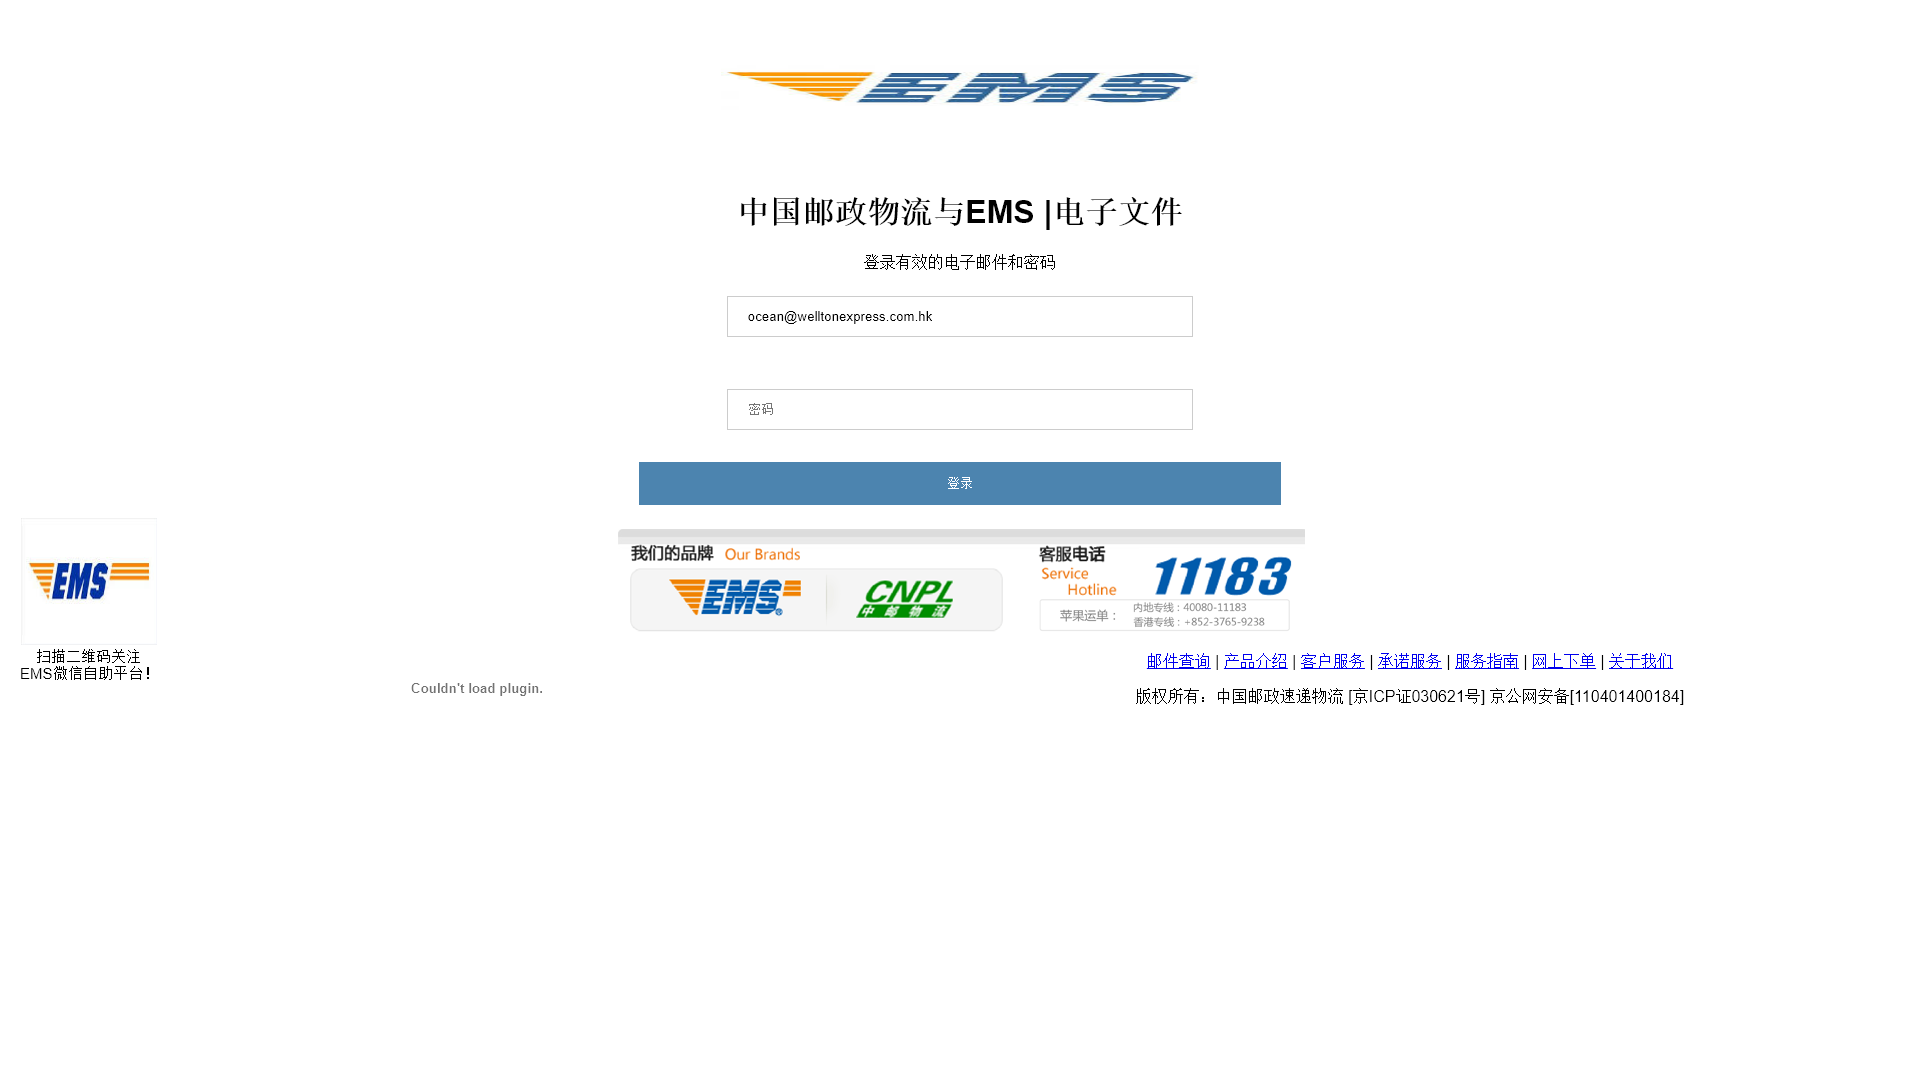 EMS
中国邮政物流与EMS |电子文件
登录有效的电子邮件和密码
ocean@welltonexpress.com.hk
密码
登录
EMS
扫描二维码关注
EMS微信自助平台！
我们的品牌 Our Brands
EMS®
CNPL
中邮物流
客服电话
Service
Hotline
11183
苹果运单：
内地专线：40080-11183
香港专线：+852-3765-9238
Couldn't load plugin.
邮件查询 | 产品介绍 | 客户服务 | 承诺服务 | 服务指南 | 网上下单 | 关于我们
版权所有：中国邮政速递物流 [京ICP证030621号] 京公网安备[110401400184]